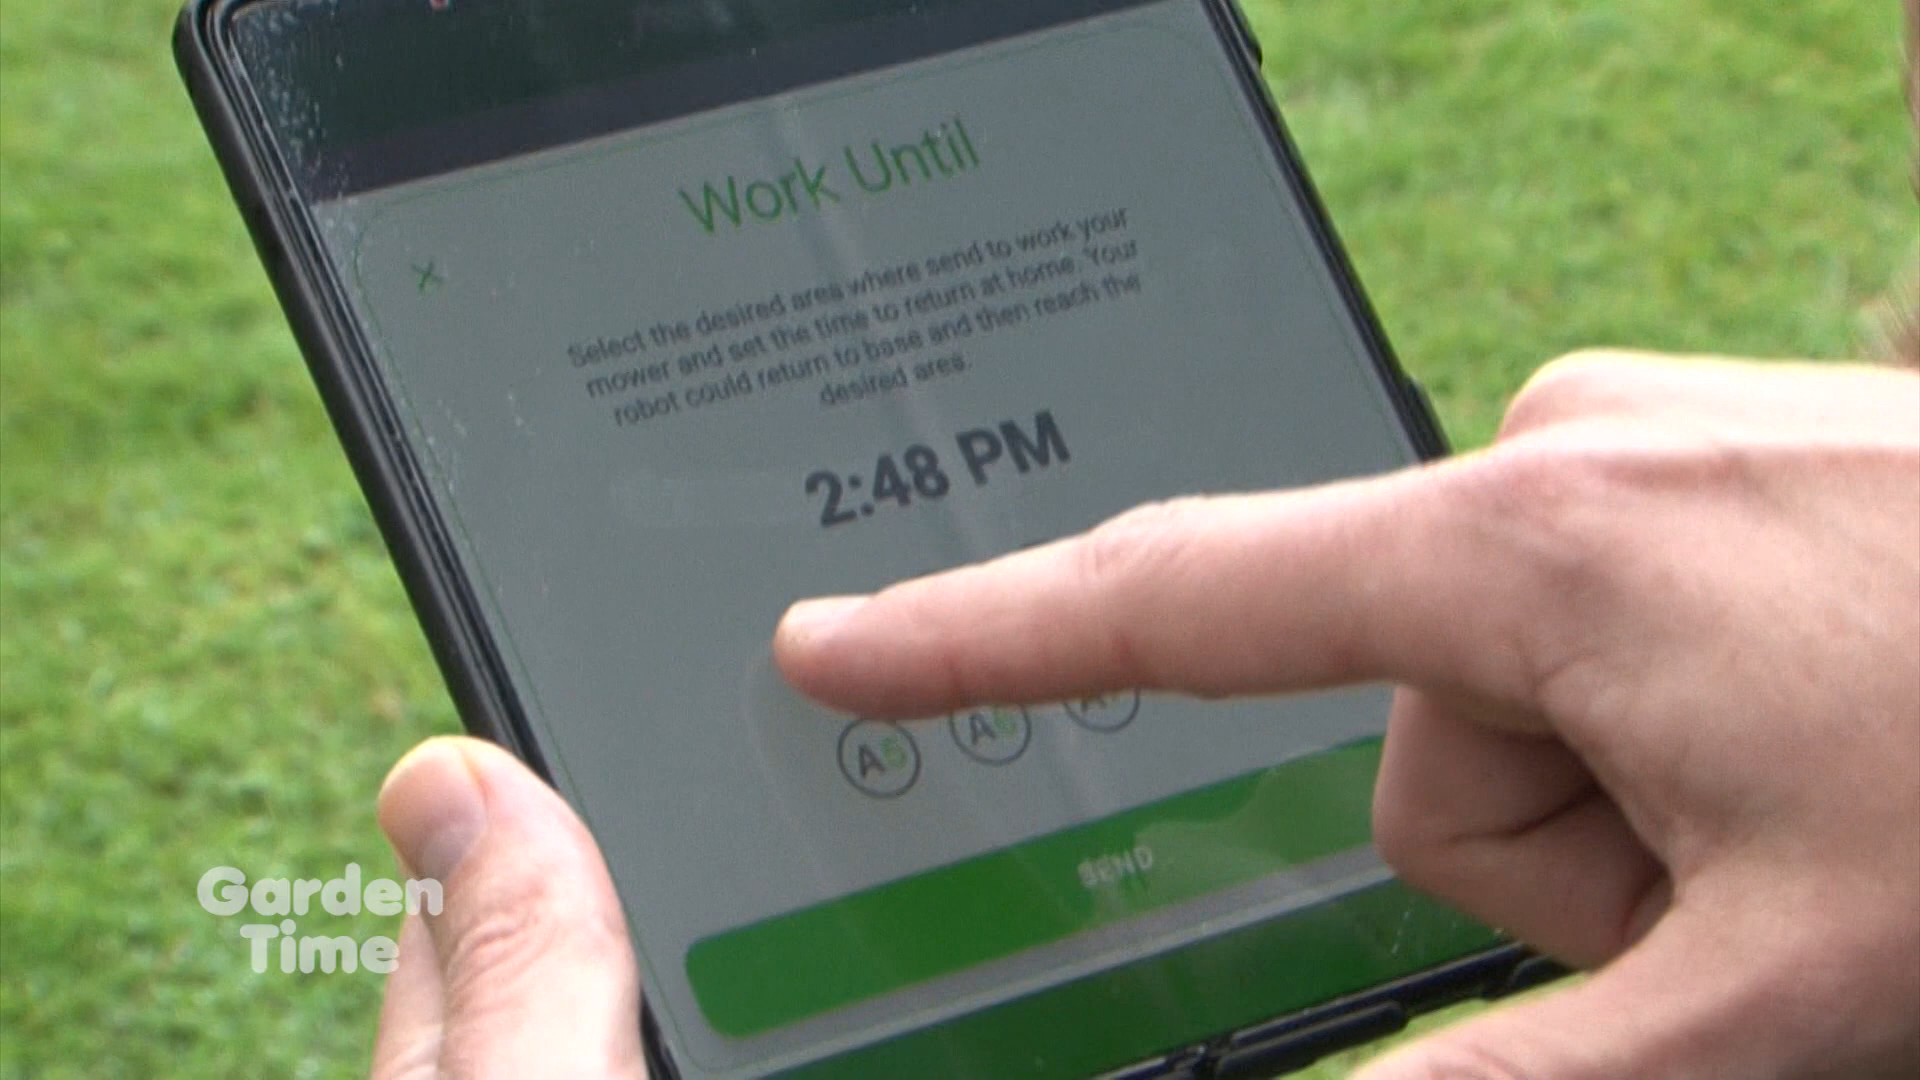 Work Until
×
Select the desired area where send to work your
mower and set the time to return at home. Your
robot could return to base and then reach the
desired area.
2:48 PM
A5
A6
SEND
Garden
Time